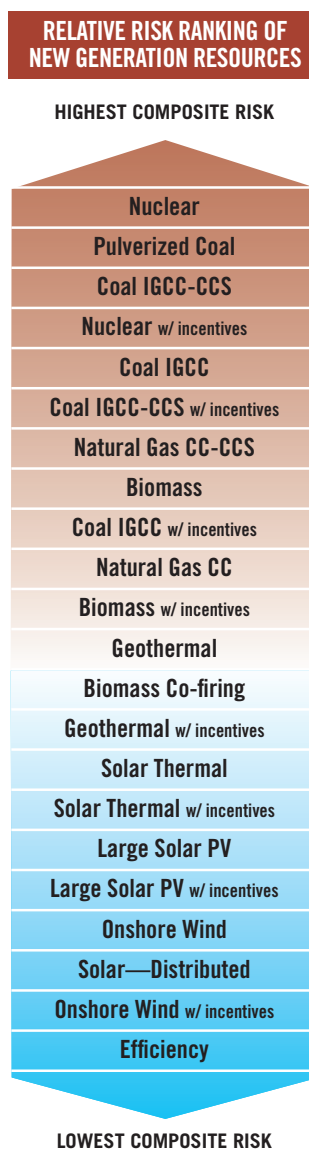 RELATIVE RISK RANKING OF
NEW GENERATION RESOURCES
HIGHEST COMPOSITE RISK
Nuclear
Pulverized Coal
Coal IGCC-CCS
Nuclear w/ incentives
Coal IGCC
Coal IGCC-CCS w/ incentives
Natural Gas CC-CCS
Biomass
Coal IGCC w/ incentives
Natural Gas CC
Biomass w/ incentives
Geothermal
Biomass Co-firing
Geothermal w/ incentives
Solar Thermal
Solar Thermal w/ incentives
Large Solar PV
Large Solar PV w/ incentives
Onshore Wind
Solar—Distributed
Onshore Wind w/ incentives
Efficiency
LOWEST COMPOSITE RISK